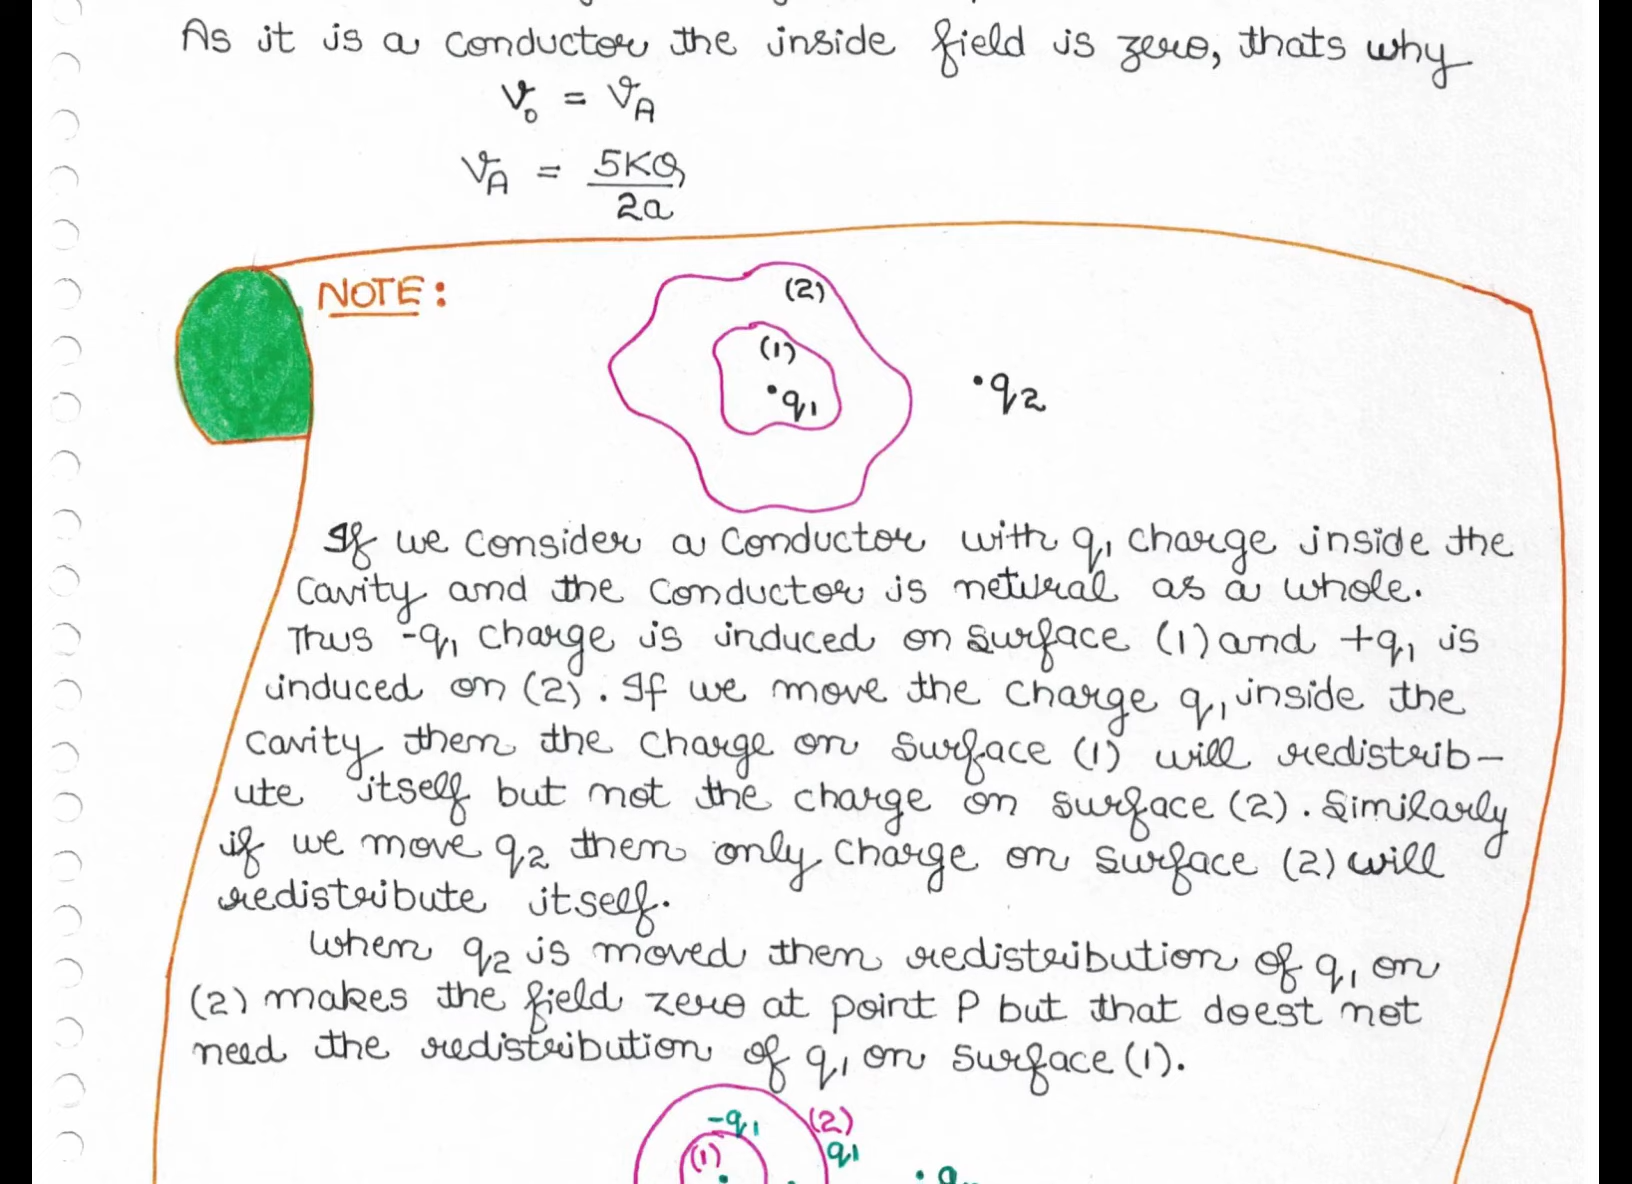 As it is a conductor the inside field is zero, thats why
V₀ = VA
VA = 5KQ/2a
NOTE:
(2)
(1)
•q₁
•q₂
If we consider a conductor with q₁ charge inside the
cavity and the conductor is netural as a whole.
Thus -q₁ charge is induced on surface (1) and +q₁ is
induced on (2). If we move the charge q₁ inside the
cavity then the charge on surface (1) will redistrib-
ute itself but not the charge on surface (2). Similarly
if we move q₂ then only charge on surface (2) will
redistribute itself.
When q₂ is moved then redistribution of q₁ on
(2) makes the field zero at point P but that doest not
need the redistribution of q₁ on surface (1).
-q₁ (2)
(1) q₁